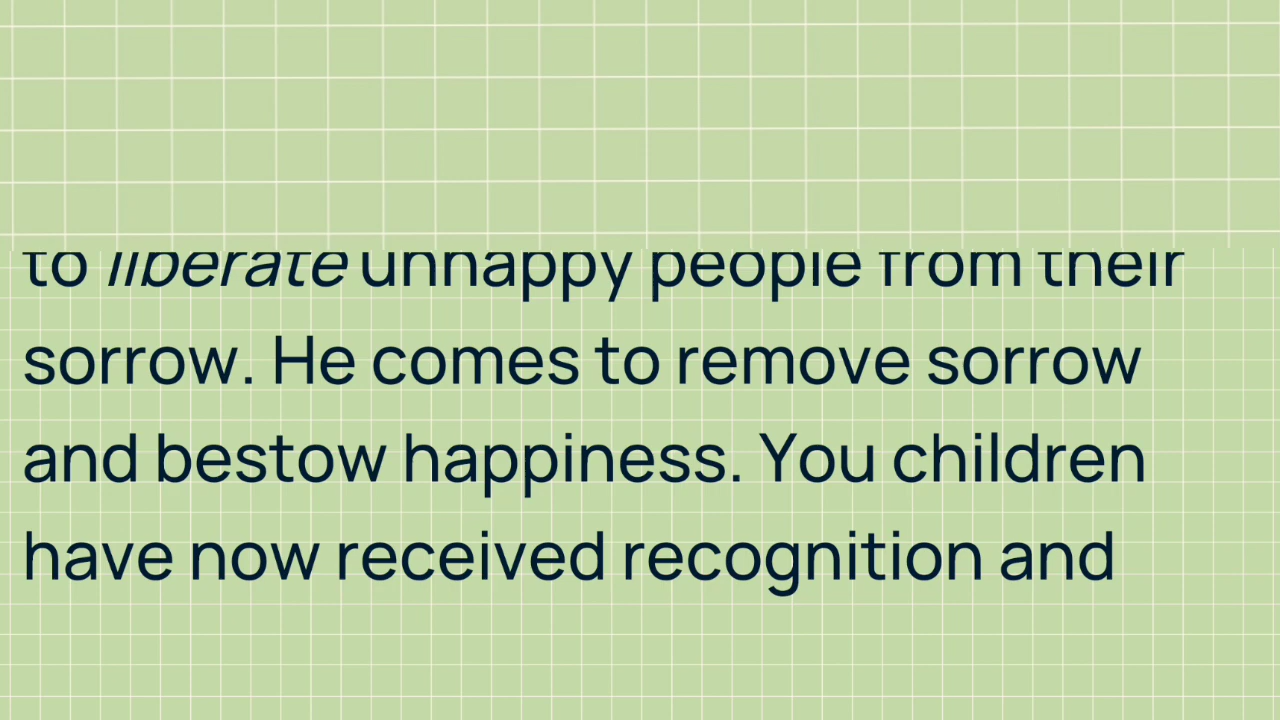 to liberate unhappy people from their
sorrow. He comes to remove sorrow
and bestow happiness. You children
have now received recognition and